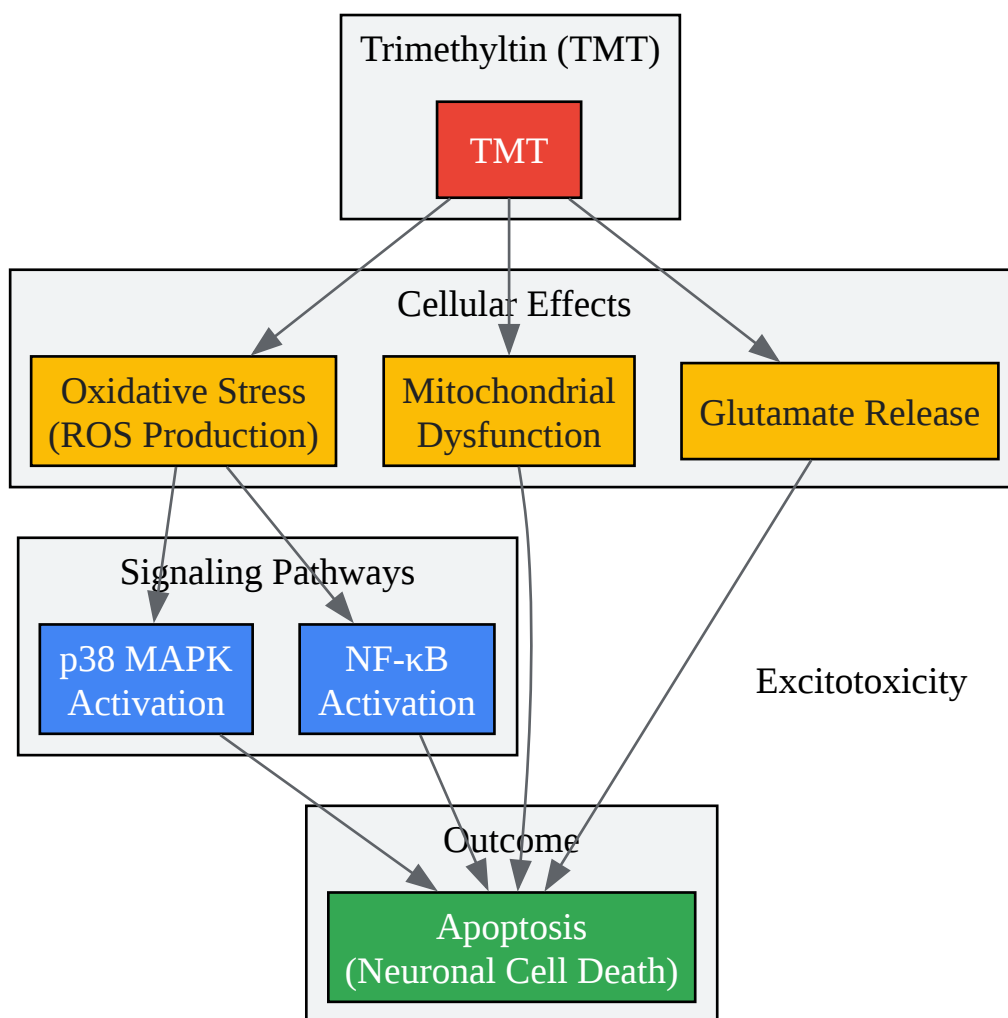 Trimethyltin (TMT)
TMT
Cellular Effects
Oxidative Stress
(ROS Production)
Mitochondrial
Dysfunction
Glutamate Release
Signaling Pathways
p38 MAPK
Activation
NF-κB
Activation
Excitotoxicity
Outcome
Apoptosis
(Neuronal Cell Death)